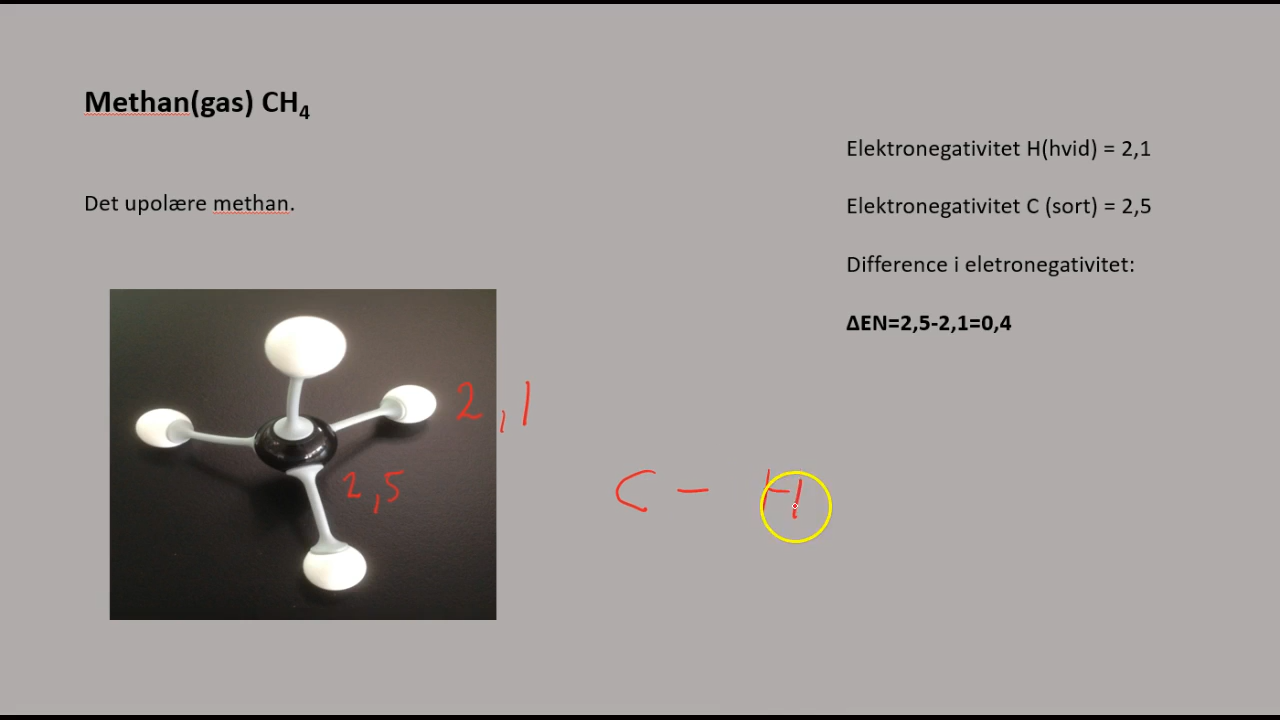 Methan(gas) CH₄
Det upolære methan.
Elektronegativitet H(hvid) = 2,1
Elektronegativitet C (sort) = 2,5
Difference i eletronegativitet:
ΔEN=2,5-2,1=0,4
2,1
2,5
C - H